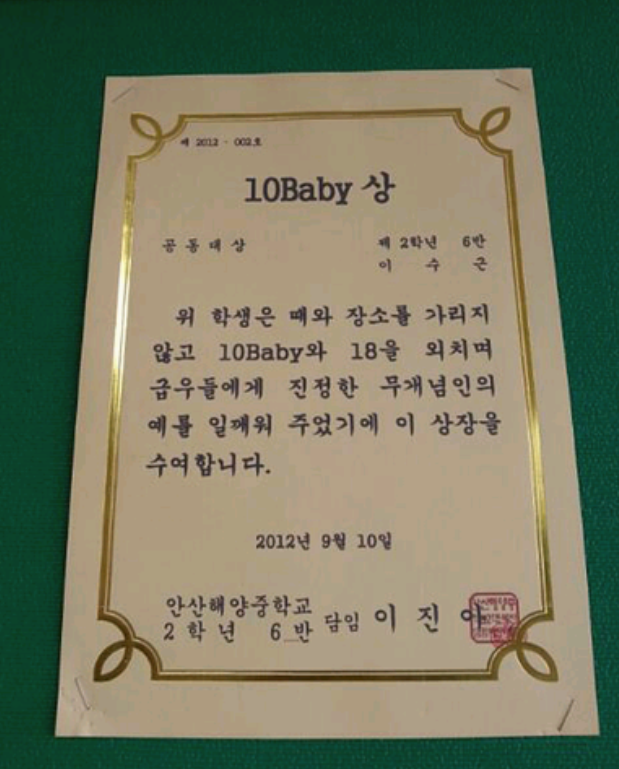 제 2012 - 002호
10Baby 상
공동대상 제 2학년 6반
이 수 근
위 학생은 때와 장소를 가리지
않고 10Baby와 18을 외치며
급우들에게 진정한 무개념인의
예를 일깨워 주었기에 이 상장을
수여합니다.
2012년 9월 10일
안산해양중학교
2 학 년 6 반 담임 이 진 아